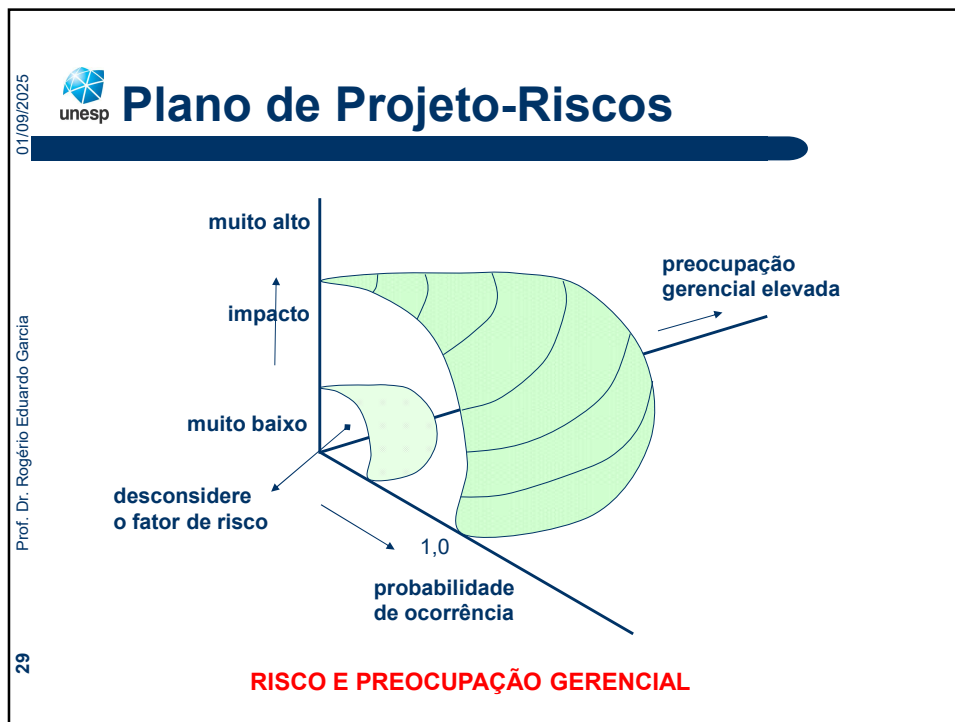 01/09/2025
unesp
Plano de Projeto-Riscos
muito alto
preocupação
gerencial elevada
impacto
muito baixo
desconsidere
o fator de risco
1,0
probabilidade
de ocorrência
Prof. Dr. Rogério Eduardo Garcia
29
RISCO E PREOCUPAÇÃO GERENCIAL